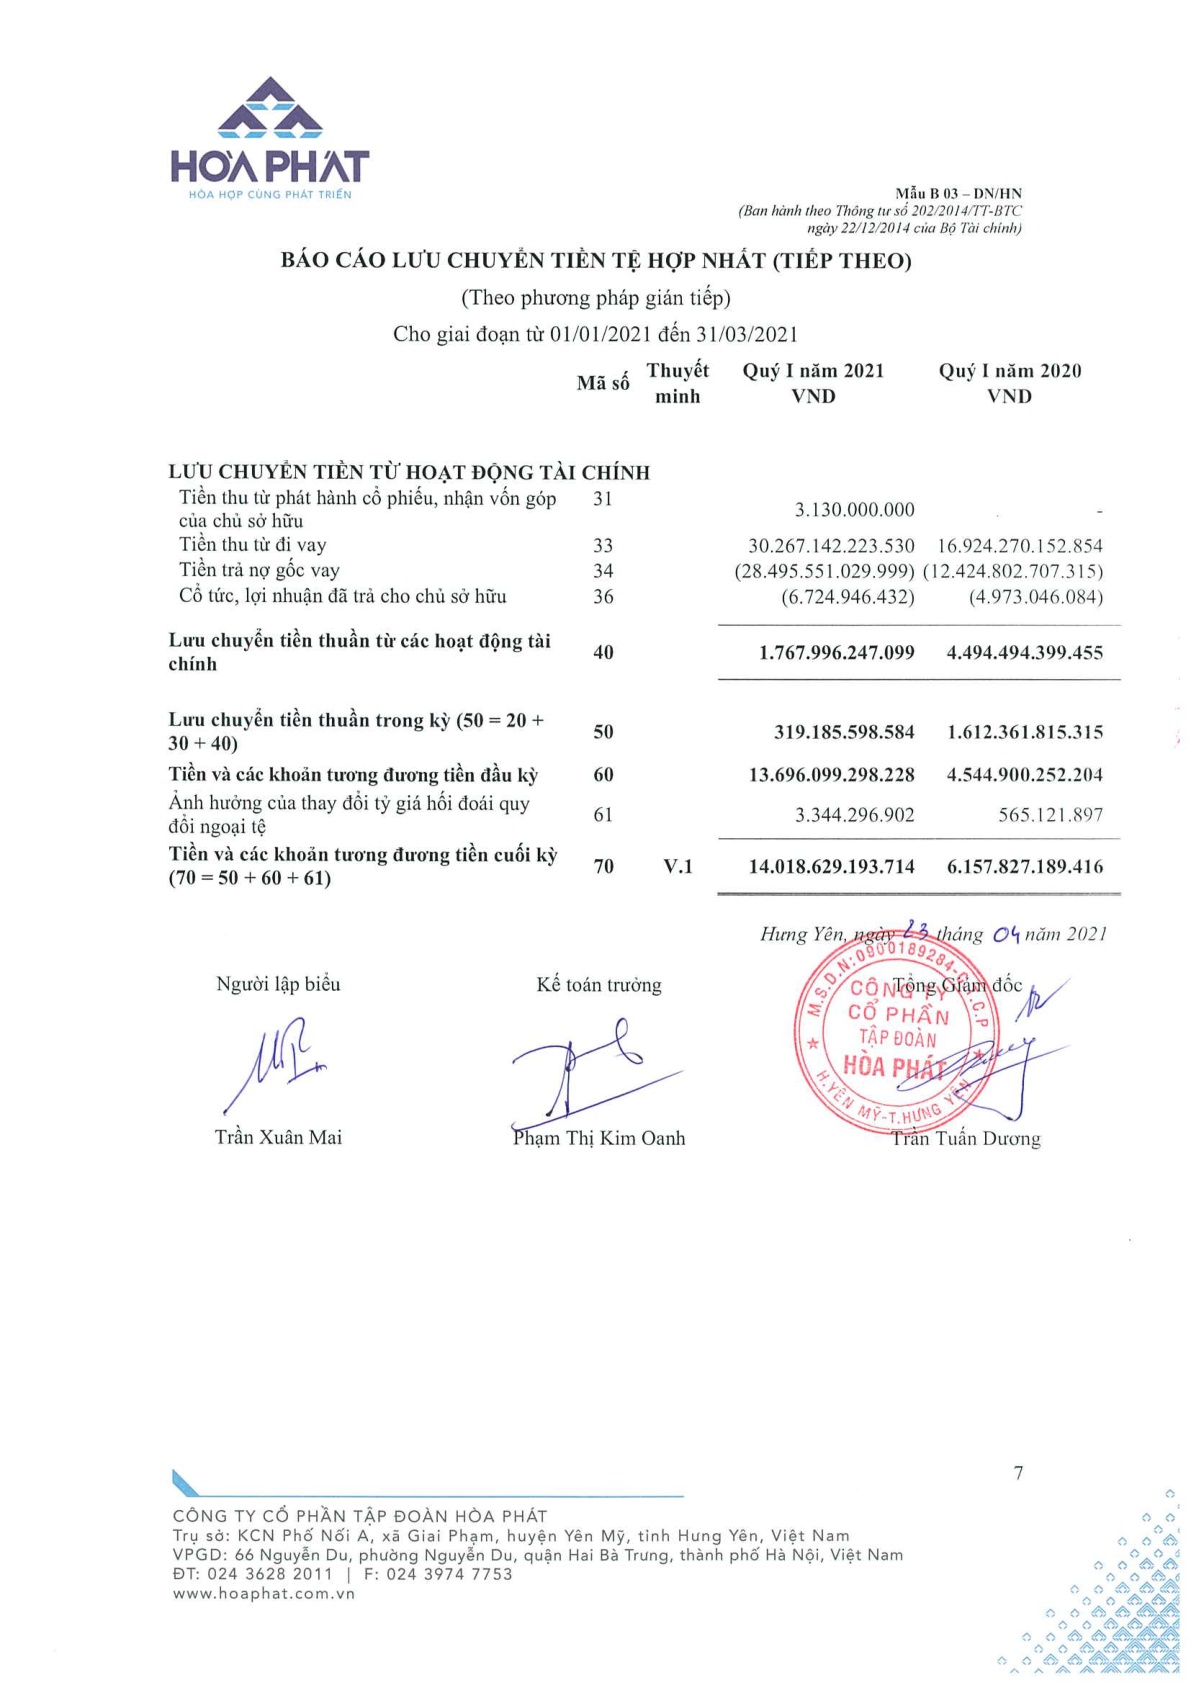 HÒA PHÁT
HÒA HỢP CÙNG PHÁT TRIỂN
Mẫu B 03 – DN/HN
(Ban hành theo Thông tư số 202/2014/TT-BTC
ngày 22/12/2014 của Bộ Tài chính)
BÁO CÁO LƯU CHUYỂN TIỀN TỆ HỢP NHẤT (TIẾP THEO)
(Theo phương pháp gián tiếp)
Cho giai đoạn từ 01/01/2021 đến 31/03/2021
Mã số Thuyết minh Quý I năm 2021 VND Quý I năm 2020 VND
LƯU CHUYỂN TIỀN TỪ HOẠT ĐỘNG TÀI CHÍNH
Tiền thu từ phát hành cổ phiếu, nhận vốn góp 31
của chủ sở hữu 3.130.000.000 -
Tiền thu từ đi vay 33 30.267.142.223.530 16.924.270.152.854
Tiền trả nợ gốc vay 34 (28.495.551.029.999) (12.424.802.707.315)
Cổ tức, lợi nhuận đã trả cho chủ sở hữu 36 (6.724.946.432) (4.973.046.084)
Lưu chuyển tiền thuần từ các hoạt động tài
chính 40 1.767.996.247.099 4.494.494.399.455
Lưu chuyển tiền thuần trong kỳ (50 = 20 +
30 + 40) 50 319.185.598.584 1.612.361.815.315
Tiền và các khoản tương đương tiền đầu kỳ 60 13.696.099.298.228 4.544.900.252.204
Ảnh hưởng của thay đổi tỷ giá hối đoái quy
đổi ngoại tệ 61 3.344.296.902 565.121.897
Tiền và các khoản tương đương tiền cuối kỳ
(70 = 50 + 60 + 61) 70 V.1 14.018.629.193.714 6.157.827.189.416
Hưng Yên, ngày 23 tháng 04 năm 2021
Người lập biểu Kế toán trưởng Tổng Giám đốc
M.S.D.N:0900189284-C.T.C.P
CÔNG TY
CỔ PHẦN
TẬP ĐOÀN
HÒA PHÁT
H.YÊN MỸ-T.HƯNG YÊN
Trần Xuân Mai Phạm Thị Kim Oanh Trần Tuấn Dương
7
CÔNG TY CỔ PHẦN TẬP ĐOÀN HÒA PHÁT
Trụ sở: KCN Phố Nối A, xã Giai Phạm, huyện Yên Mỹ, tỉnh Hưng Yên, Việt Nam
VPGD: 66 Nguyễn Du, phường Nguyễn Du, quận Hai Bà Trưng, thành phố Hà Nội, Việt Nam
ĐT: 024 3628 2011 | F: 024 3974 7753
www.hoaphat.com.vn